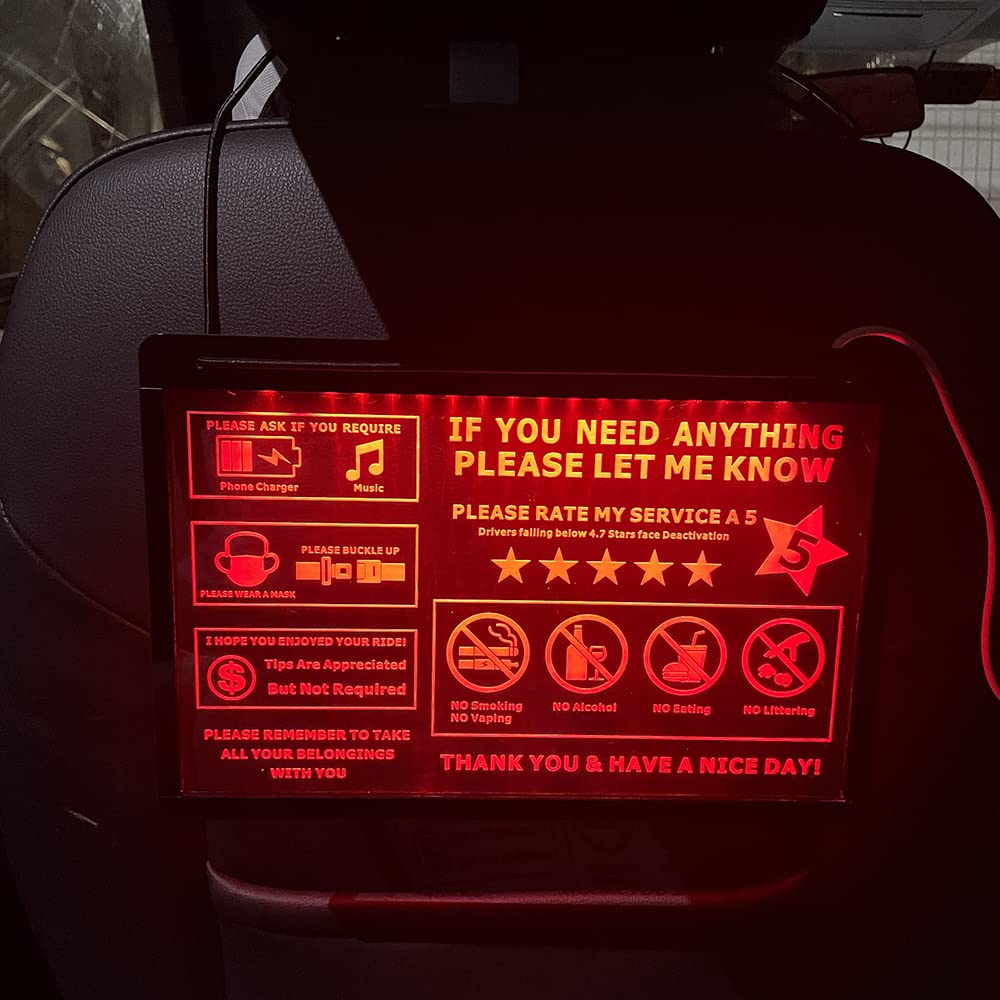 PLEASE ASK IF YOU REQUIRE
Phone Charger
Music
PLEASE WEAR A MASK
PLEASE BUCKLE UP
I HOPE YOU ENJOYED YOUR RIDE!
$
Tips Are Appreciated
But Not Required
PLEASE REMEMBER TO TAKE
ALL YOUR BELONGINGS
WITH YOU
IF YOU NEED ANYTHING
PLEASE LET ME KNOW
PLEASE RATE MY SERVICE A 5
Drivers falling below 4.7 Stars face Deactivation
5
NO Smoking
NO Vaping
NO Alcohol
NO Eating
NO Littering
THANK YOU & HAVE A NICE DAY!